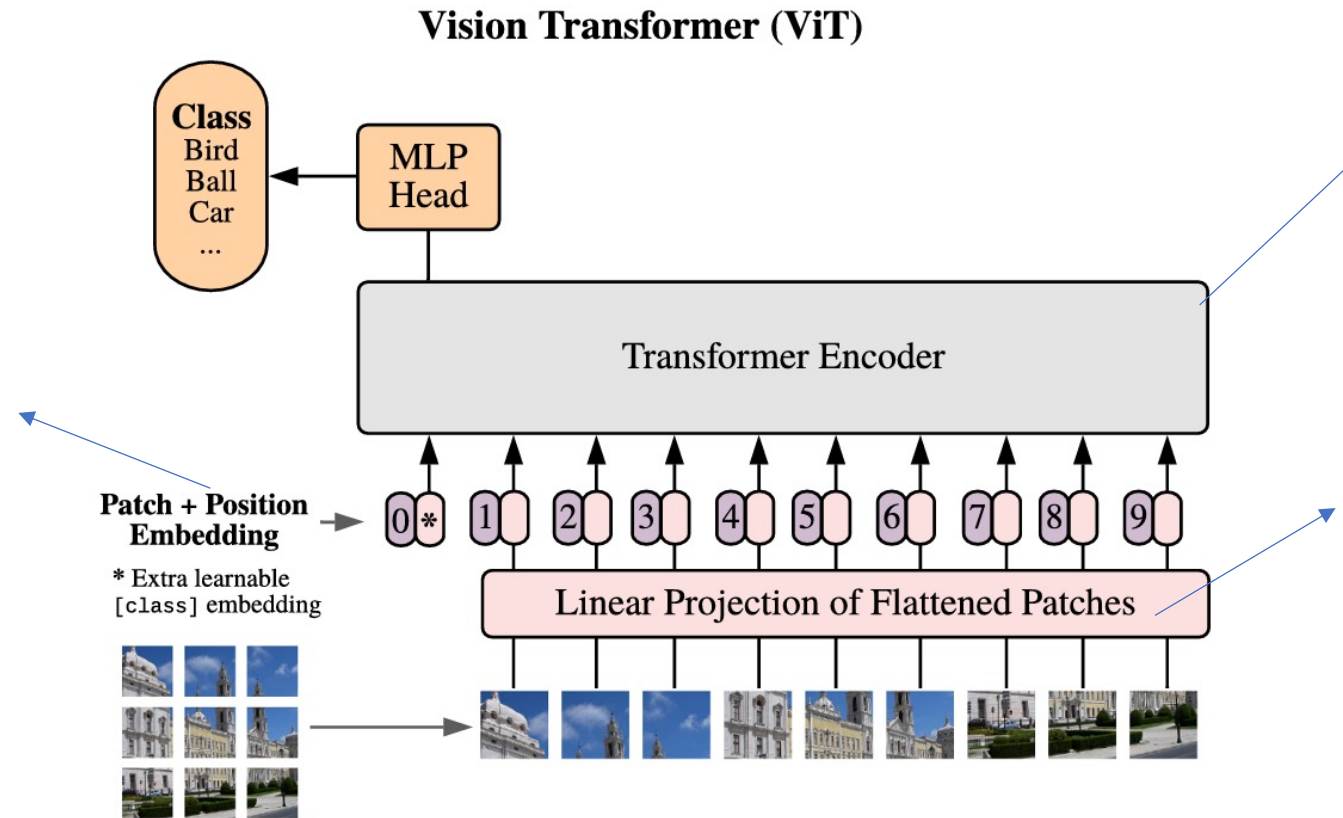 Vision Transformer (ViT)
Class
Bird
Ball
Car
...
MLP
Head
Transformer Encoder
Patch + Position
Embedding
0 * 1 2 3 4 5 6 7 8 9
* Extra learnable
[class] embedding
Linear Projection of Flattened Patches